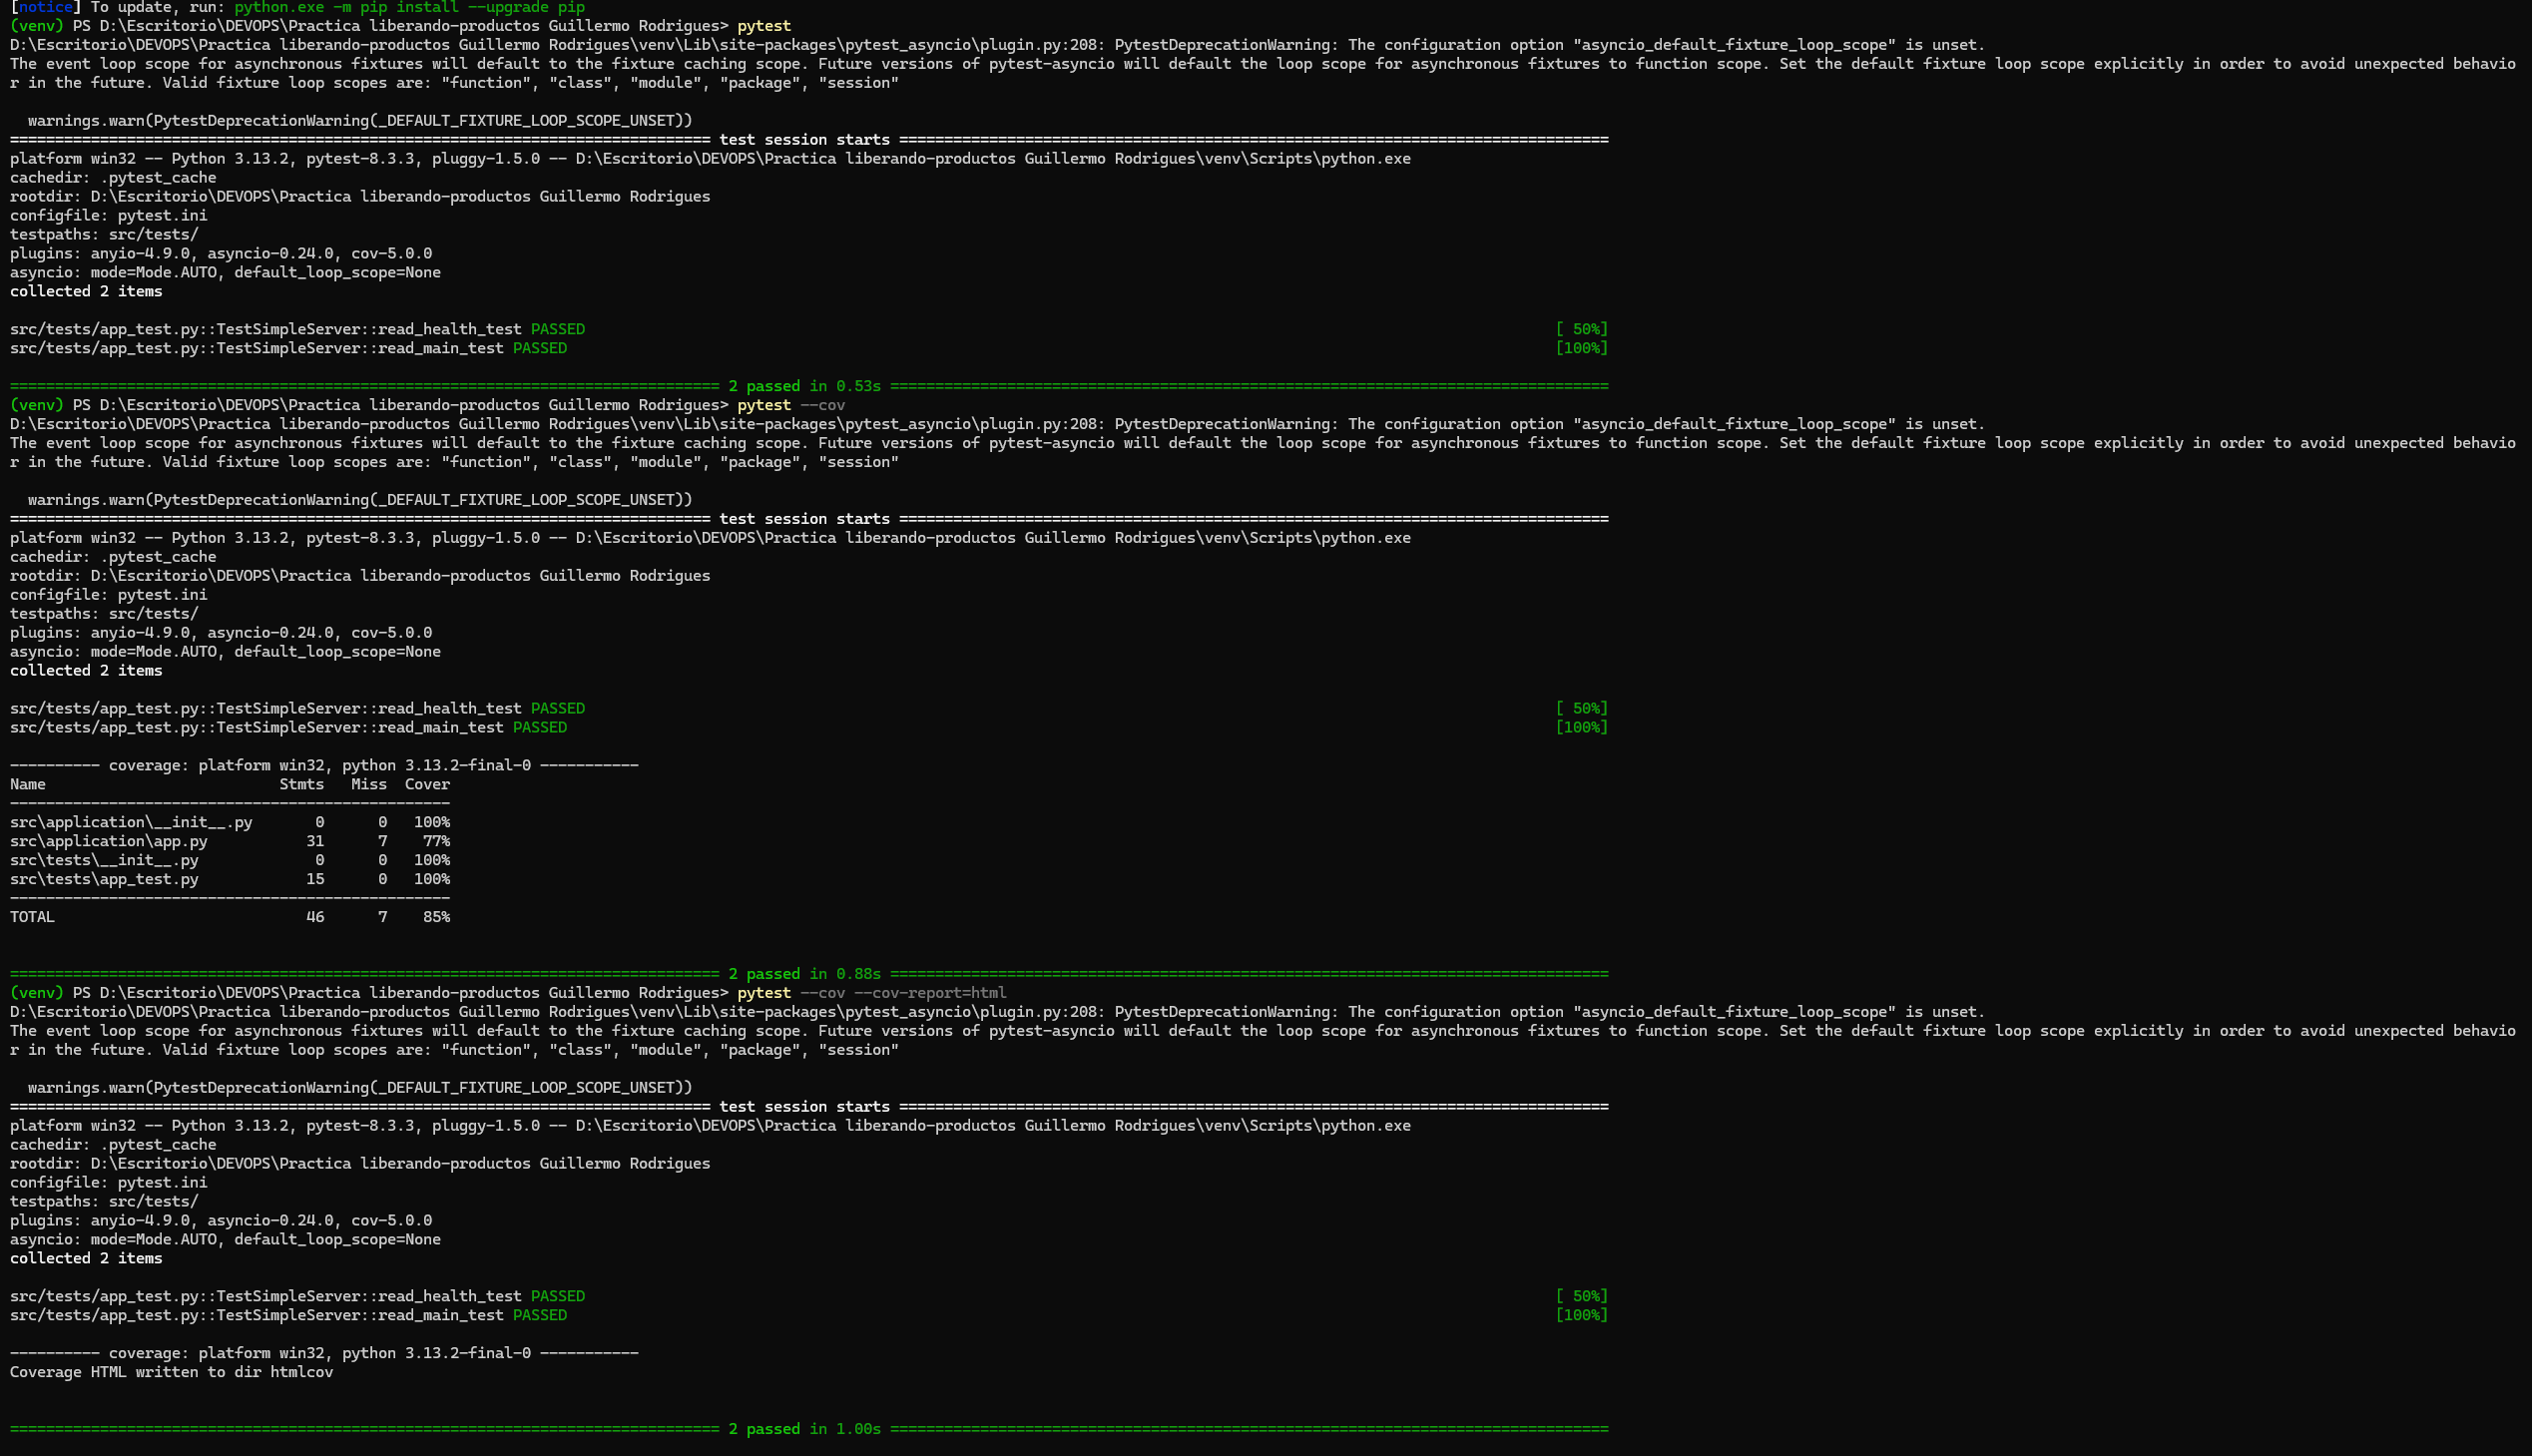 [notice] To update, run: python.exe -m pip install --upgrade pip
(venv) PS D:\Escritorio\DEVOPS\Practica liberando-productos Guillermo Rodrigues> pytest
D:\Escritorio\DEVOPS\Practica liberando-productos Guillermo Rodrigues\venv\Lib\site-packages\pytest_asyncio\plugin.py:208: PytestDeprecationWarning: The configuration option "asyncio_default_fixture_loop_scope" is unset.
The event loop scope for asynchronous fixtures will default to the fixture caching scope. Future versions of pytest-asyncio will default the loop scope for asynchronous fixtures to function scope. Set the default fixture loop scope explicitly in order to avoid unexpected behavio
r in the future. Valid fixture loop scopes are: "function", "class", "module", "package", "session"
  warnings.warn(PytestDeprecationWarning(_DEFAULT_FIXTURE_LOOP_SCOPE_UNSET))
=============================================================================== test session starts ===============================================================================
platform win32 -- Python 3.13.2, pytest-8.3.3, pluggy-1.5.0 -- D:\Escritorio\DEVOPS\Practica liberando-productos Guillermo Rodrigues\venv\Scripts\python.exe
cachedir: .pytest_cache
rootdir: D:\Escritorio\DEVOPS\Practica liberando-productos Guillermo Rodrigues
configfile: pytest.ini
testpaths: src/tests/
plugins: anyio-4.9.0, asyncio-0.24.0, cov-5.0.0
asyncio: mode=Mode.AUTO, default_loop_scope=None
collected 2 items
src/tests/app_test.py::TestSimpleServer::read_health_test PASSED [ 50%]
src/tests/app_test.py::TestSimpleServer::read_main_test PASSED [100%]
================================================================================ 2 passed in 0.53s ================================================================================
(venv) PS D:\Escritorio\DEVOPS\Practica liberando-productos Guillermo Rodrigues> pytest --cov
D:\Escritorio\DEVOPS\Practica liberando-productos Guillermo Rodrigues\venv\Lib\site-packages\pytest_asyncio\plugin.py:208: PytestDeprecationWarning: The configuration option "asyncio_default_fixture_loop_scope" is unset.
The event loop scope for asynchronous fixtures will default to the fixture caching scope. Future versions of pytest-asyncio will default the loop scope for asynchronous fixtures to function scope. Set the default fixture loop scope explicitly in order to avoid unexpected behavio
r in the future. Valid fixture loop scopes are: "function", "class", "module", "package", "session"
  warnings.warn(PytestDeprecationWarning(_DEFAULT_FIXTURE_LOOP_SCOPE_UNSET))
=============================================================================== test session starts ===============================================================================
platform win32 -- Python 3.13.2, pytest-8.3.3, pluggy-1.5.0 -- D:\Escritorio\DEVOPS\Practica liberando-productos Guillermo Rodrigues\venv\Scripts\python.exe
cachedir: .pytest_cache
rootdir: D:\Escritorio\DEVOPS\Practica liberando-productos Guillermo Rodrigues
configfile: pytest.ini
testpaths: src/tests/
plugins: anyio-4.9.0, asyncio-0.24.0, cov-5.0.0
asyncio: mode=Mode.AUTO, default_loop_scope=None
collected 2 items
src/tests/app_test.py::TestSimpleServer::read_health_test PASSED [ 50%]
src/tests/app_test.py::TestSimpleServer::read_main_test PASSED [100%]
---------- coverage: platform win32, python 3.13.2-final-0 -----------
Name                          Stmts   Miss  Cover
-------------------------------------------------
src\application\__init__.py       0      0   100%
src\application\app.py           31      7    77%
src\tests\__init__.py             0      0   100%
src\tests\app_test.py            15      0   100%
-------------------------------------------------
TOTAL                            46      7    85%
================================================================================ 2 passed in 0.88s ================================================================================
(venv) PS D:\Escritorio\DEVOPS\Practica liberando-productos Guillermo Rodrigues> pytest --cov --cov-report=html
D:\Escritorio\DEVOPS\Practica liberando-productos Guillermo Rodrigues\venv\Lib\site-packages\pytest_asyncio\plugin.py:208: PytestDeprecationWarning: The configuration option "asyncio_default_fixture_loop_scope" is unset.
The event loop scope for asynchronous fixtures will default to the fixture caching scope. Future versions of pytest-asyncio will default the loop scope for asynchronous fixtures to function scope. Set the default fixture loop scope explicitly in order to avoid unexpected behavio
r in the future. Valid fixture loop scopes are: "function", "class", "module", "package", "session"
  warnings.warn(PytestDeprecationWarning(_DEFAULT_FIXTURE_LOOP_SCOPE_UNSET))
=============================================================================== test session starts ===============================================================================
platform win32 -- Python 3.13.2, pytest-8.3.3, pluggy-1.5.0 -- D:\Escritorio\DEVOPS\Practica liberando-productos Guillermo Rodrigues\venv\Scripts\python.exe
cachedir: .pytest_cache
rootdir: D:\Escritorio\DEVOPS\Practica liberando-productos Guillermo Rodrigues
configfile: pytest.ini
testpaths: src/tests/
plugins: anyio-4.9.0, asyncio-0.24.0, cov-5.0.0
asyncio: mode=Mode.AUTO, default_loop_scope=None
collected 2 items
src/tests/app_test.py::TestSimpleServer::read_health_test PASSED [ 50%]
src/tests/app_test.py::TestSimpleServer::read_main_test PASSED [100%]
---------- coverage: platform win32, python 3.13.2-final-0 -----------
Coverage HTML written to dir htmlcov
================================================================================ 2 passed in 1.00s ================================================================================